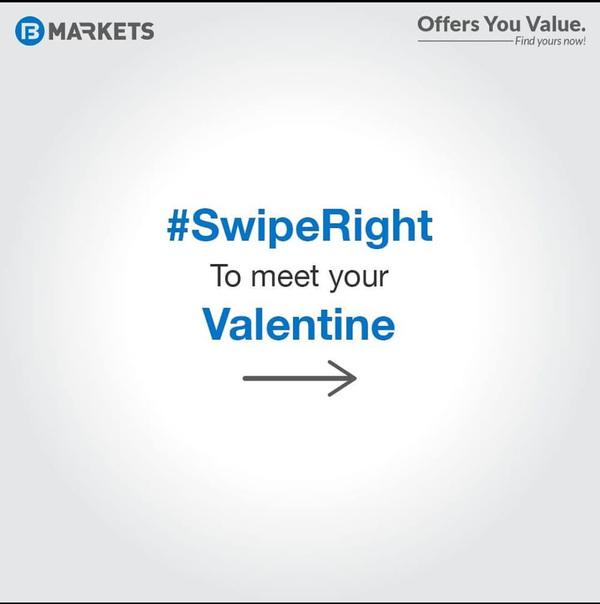 B MARKETS
Offers You Value.
Find yours now!
#SwipeRight
To meet your
Valentine